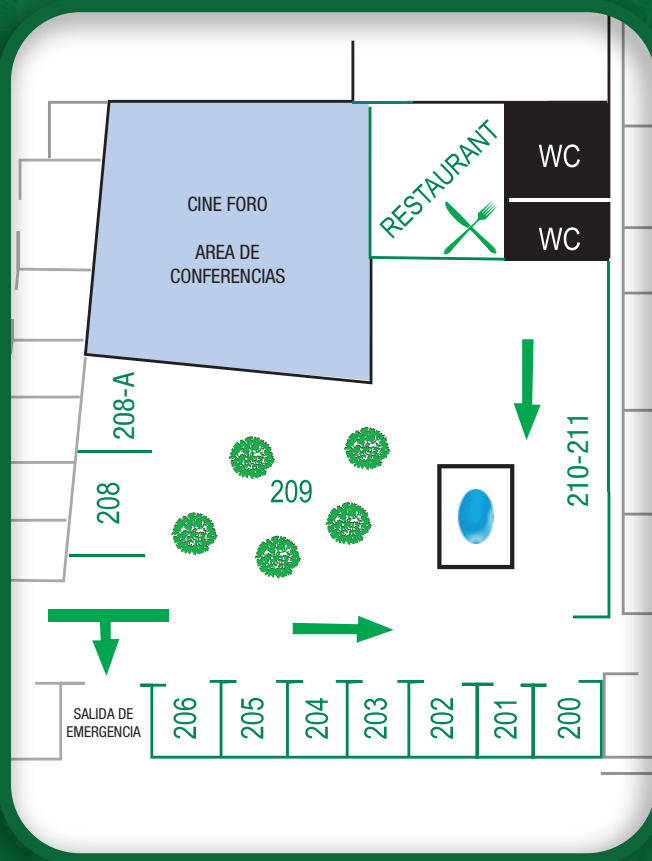 CINE FORO
AREA DE
CONFERENCIAS
RESTAURANT
WC
WC
208-A
208
209
210-211
SALIDA DE
EMERGENCIA
206
205
204
203
202
201
200